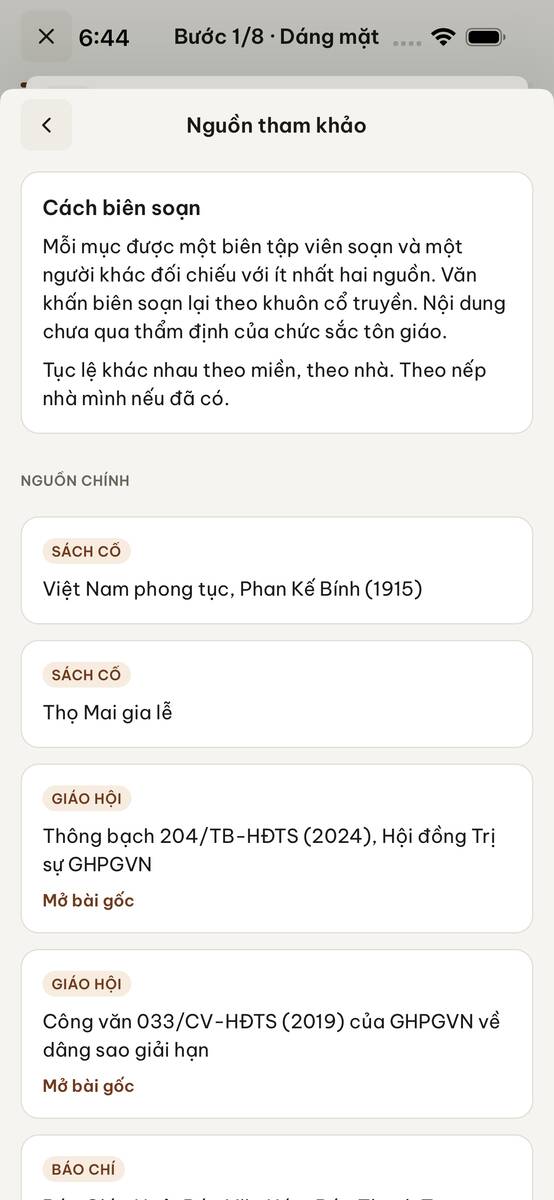 6:44
Bước 1/8 · Dáng mặt
Nguồn tham khảo
Cách biên soạn
Mỗi mục được một biên tập viên soạn và một
người khác đối chiếu với ít nhất hai nguồn. Văn
khấn biên soạn lại theo khuôn cổ truyền. Nội dung
chưa qua thẩm định của chức sắc tôn giáo.
Tục lệ khác nhau theo miền, theo nhà. Theo nếp
nhà mình nếu đã có.
NGUỒN CHÍNH
SÁCH CỔ
Việt Nam phong tục, Phan Kế Bính (1915)
SÁCH CỔ
Thọ Mai gia lễ
GIÁO HỘI
Thông bạch 204/TB-HĐTS (2024), Hội đồng Trị
sự GHPGVN
Mở bài gốc
GIÁO HỘI
Công văn 033/CV-HĐTS (2019) của GHPGVN về
dâng sao giải hạn
Mở bài gốc
BÁO CHÍ